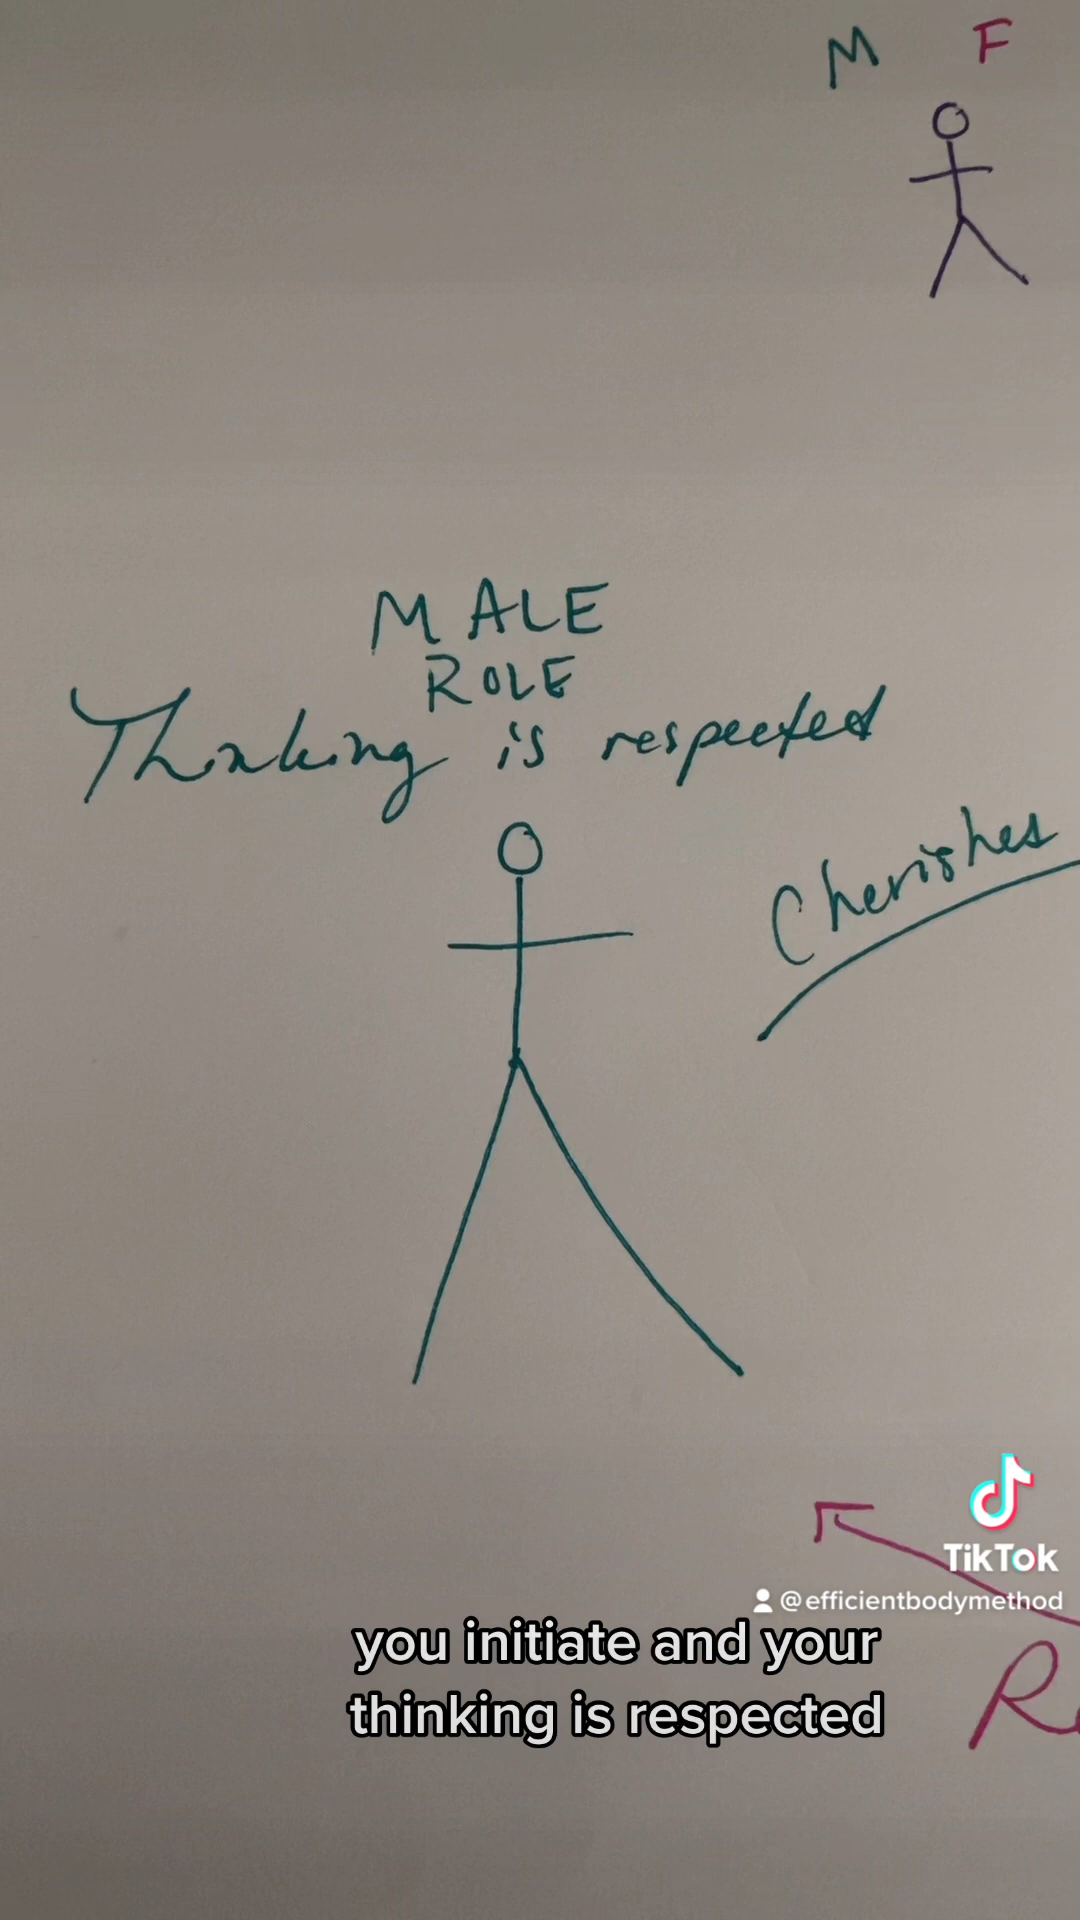 M F
MALE
ROLE
Thinking is respected
Cherishes
TikTok
@efficientbodymethod
you initiate and your
thinking is respected